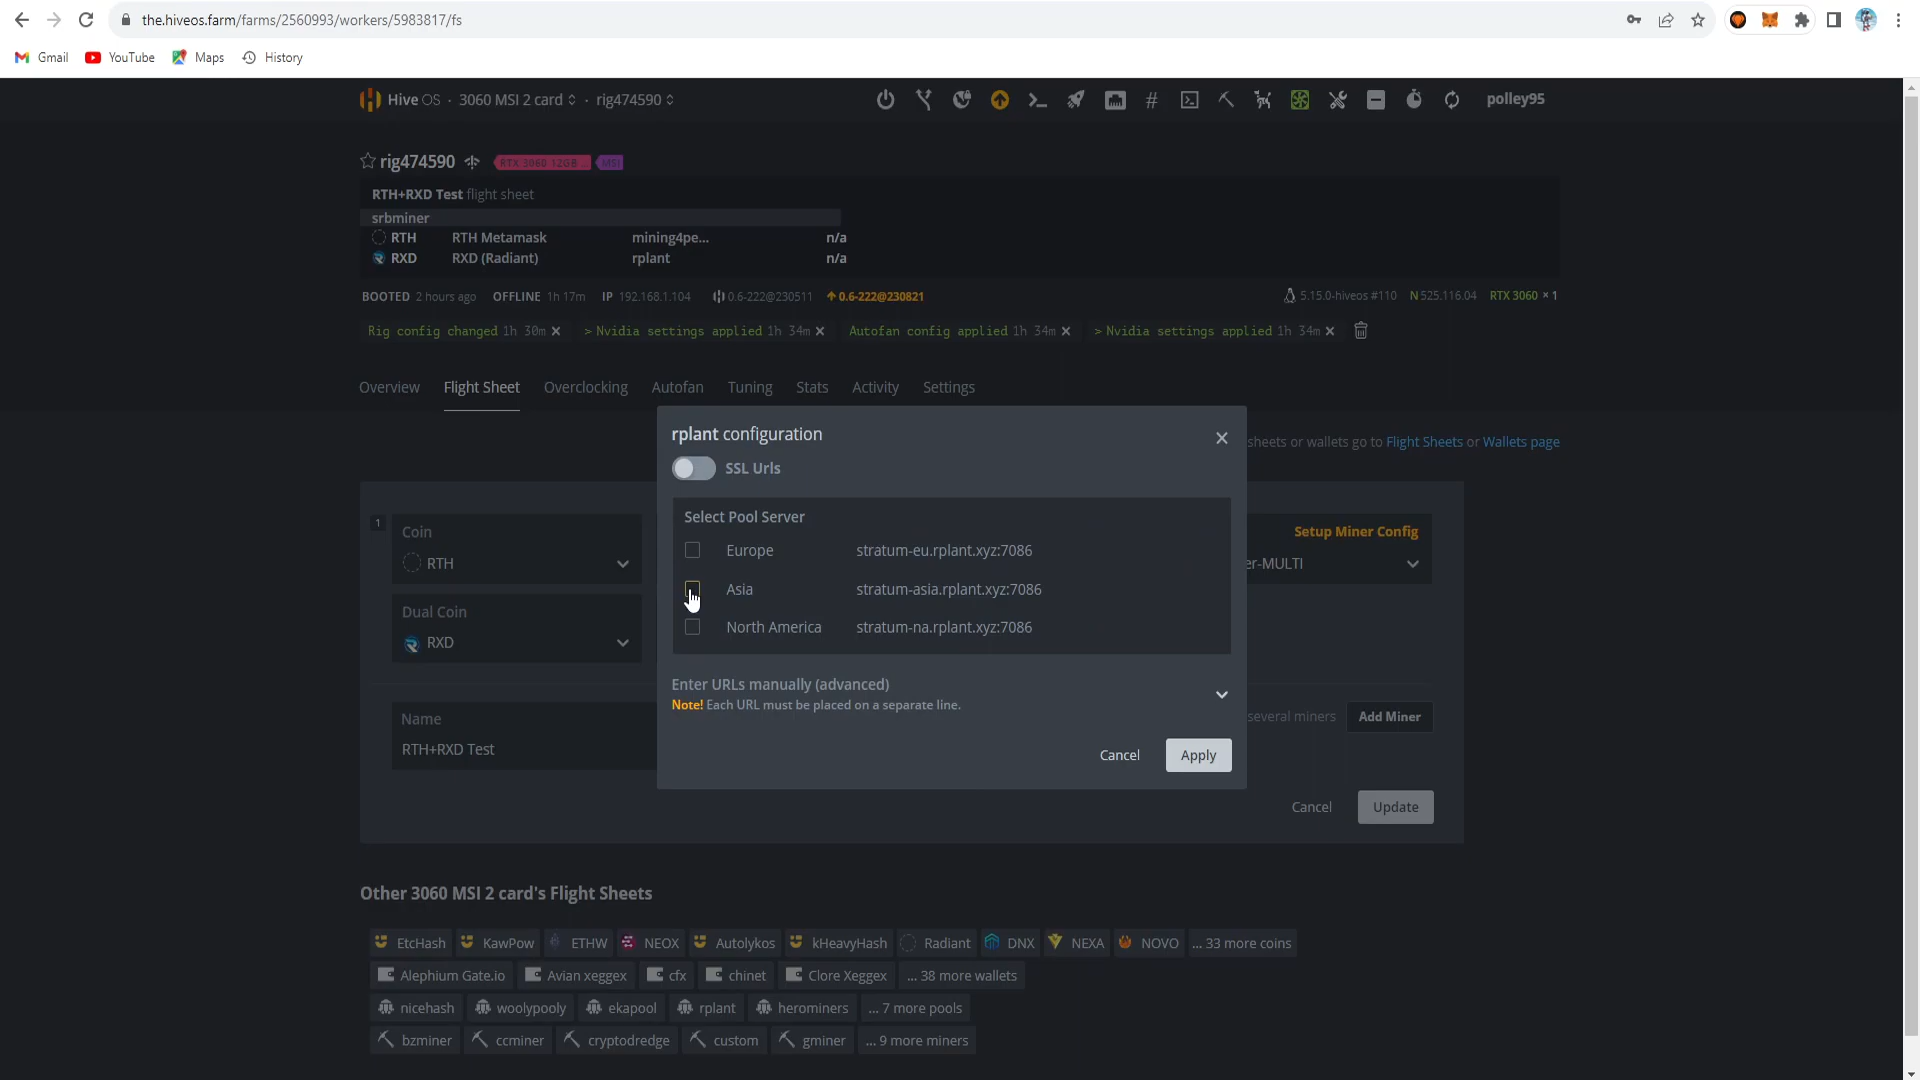 the.hiveos.farm/farms/2560993/workers/5983817/fs
Gmail YouTube Maps History
Hive OS · 3060 MSI 2 card · rig474590 polley95
rig474590 RTX 3060 12GB ... MSI
RTH+RXD Test flight sheet
srbminer
RTH RTH Metamask mining4pe... n/a
RXD RXD (Radiant) rplant n/a
BOOTED 2 hours ago OFFLINE 1h 17m IP 192.168.1.104 0.6-222@230511 0.6-222@230821 5.15.0-hiveos #110 N 525.116.04 RTX 3060 × 1
Rig config changed 1h 30m × > Nvidia settings applied 1h 34m × Autofan config applied 1h 34m × > Nvidia settings applied 1h 34m ×
Overview Flight Sheet Overclocking Autofan Tuning Stats Activity Settings
rplant configuration
sheets or wallets go to Flight Sheets or Wallets page
SSL Urls
Select Pool Server
1 Coin
RTH
Europe stratum-eu.rplant.xyz:7086
Setup Miner Config
er-MULTI
Asia stratum-asia.rplant.xyz:7086
Dual Coin
RXD
North America stratum-na.rplant.xyz:7086
Enter URLs manually (advanced)
Note! Each URL must be placed on a separate line.
Name
RTH+RXD Test
several miners Add Miner
Cancel Apply
Cancel Update
Other 3060 MSI 2 card's Flight Sheets
EtcHash KawPow ETHW NEOX Autolykos kHeavyHash Radiant DNX NEXA NOVO ... 33 more coins
Alephium Gate.io Avian xeggex cfx chinet Clore Xeggex ... 38 more wallets
nicehash woolypooly ekapool rplant herominers ... 7 more pools
bzminer ccminer cryptodredge custom gminer ... 9 more miners